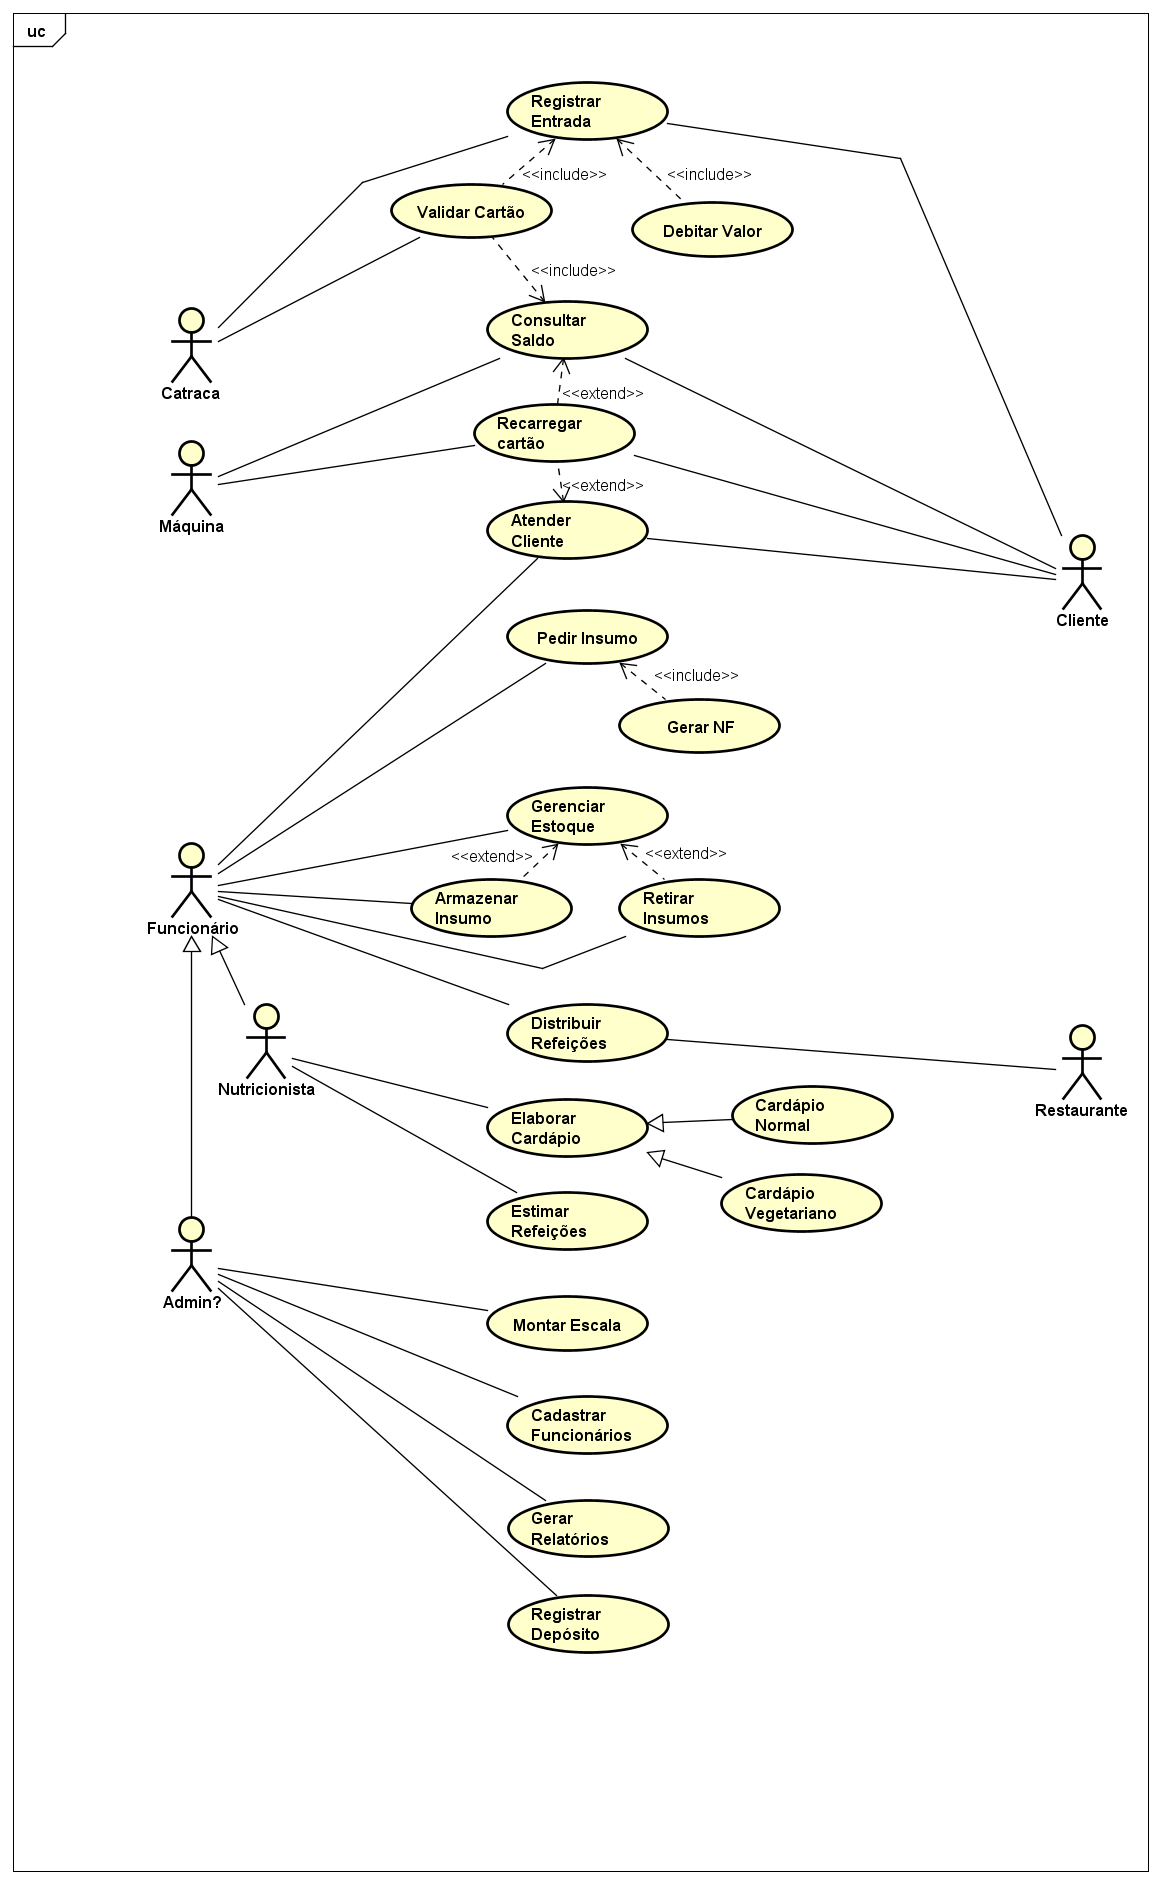 uc
Registrar
Entrada
<<include>>
<<include>>
Validar Cartão
Debitar Valor
<<include>>
Consultar
Saldo
Catraca
<<extend>>
Recarregar
cartão
Máquina
<<extend>>
Atender
Cliente
Cliente
Pedir Insumo
<<include>>
Gerar NF
Gerenciar
Estoque
<<extend>>
<<extend>>
Armazenar
Insumo
Retirar
Insumos
Funcionário
Distribuir
Refeições
Nutricionista
Restaurante
Elaborar
Cardápio
Cardápio
Normal
Cardápio
Vegetariano
Estimar
Refeições
Admin?
Montar Escala
Cadastrar
Funcionários
Gerar
Relatórios
Registrar
Depósito